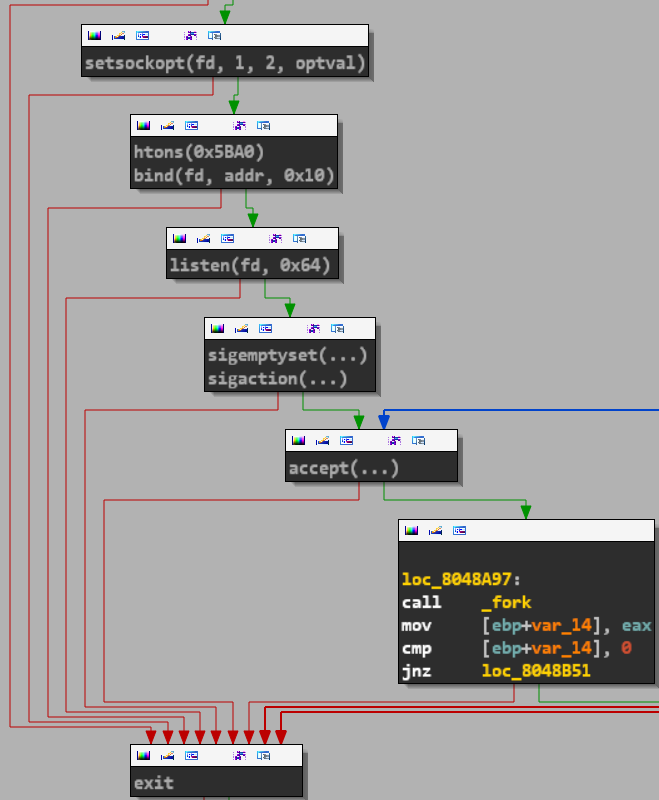 setsockopt(fd, 1, 2, optval)
htons(0x5BA0)
bind(fd, addr, 0x10)
listen(fd, 0x64)
sigemptyset(...)
sigaction(...)
accept(...)
loc_8048A97:
call _fork
mov [ebp+var_14], eax
cmp [ebp+var_14], 0
jnz loc_8048B51
exit